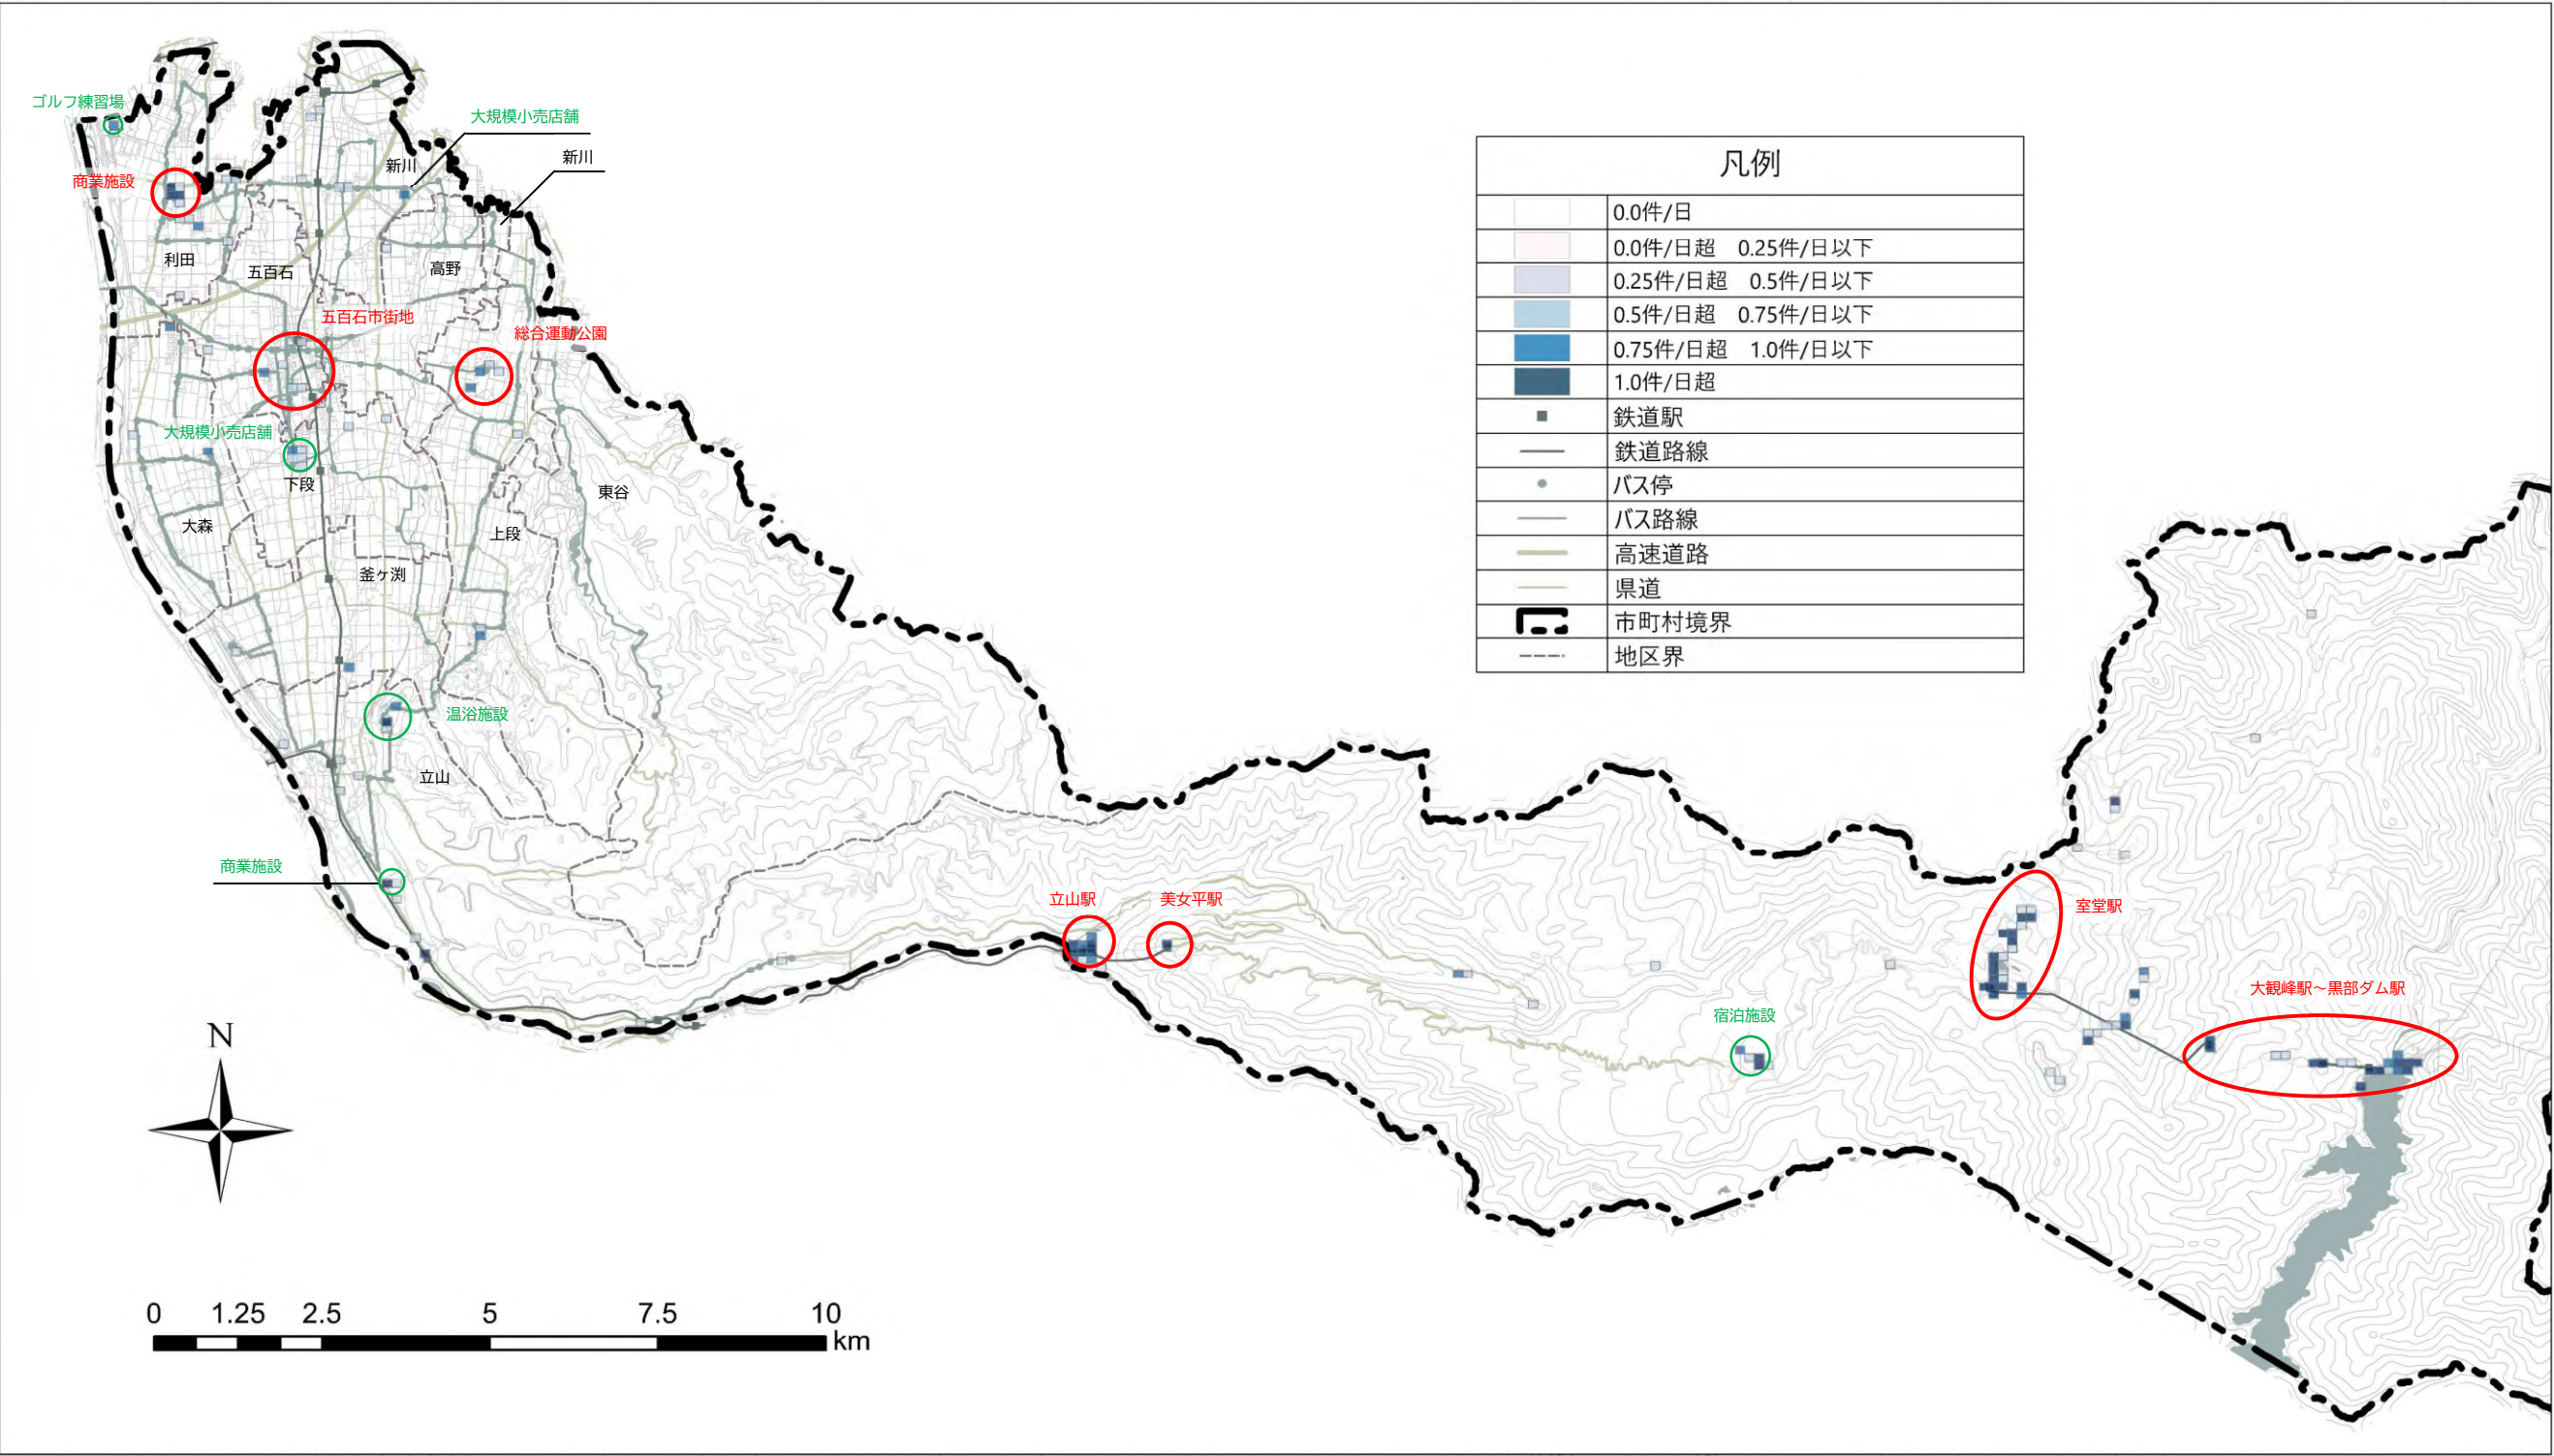 ゴルフ練習場
大規模小売店舗
新川
新川
商業施設
利田
五百石
高野
五百石市街地
総合運動公園
大規模小売店舗
下段
東谷
大森
上段
釜ヶ渕
温浴施設
立山
商業施設
立山駅
美女平駅
室堂駅
宿泊施設
大観峰駅～黒部ダム駅
凡例
0.0件/日
0.0件/日超 0.25件/日以下
0.25件/日超 0.5件/日以下
0.5件/日超 0.75件/日以下
0.75件/日超 1.0件/日以下
1.0件/日超
鉄道駅
鉄道路線
バス停
バス路線
高速道路
県道
市町村境界
地区界
N
0 1.25 2.5 5 7.5 10
km